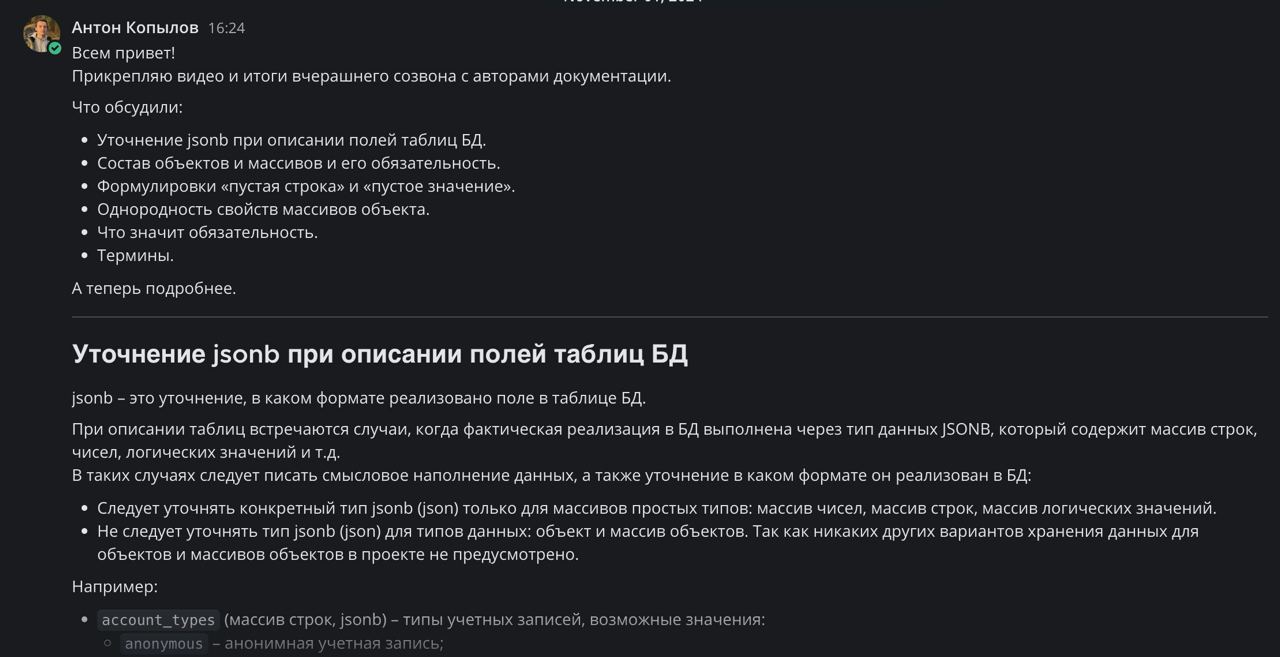 Антон Копылов 16:24
Всем привет!
Прикрепляю видео и итоги вчерашнего созвона с авторами документации.
Что обсудили:
• Уточнение jsonb при описании полей таблиц БД.
• Состав объектов и массивов и его обязательность.
• Формулировки «пустая строка» и «пустое значение».
• Однородность свойств массивов объекта.
• Что значит обязательность.
• Термины.
А теперь подробнее.
Уточнение jsonb при описании полей таблиц БД
jsonb – это уточнение, в каком формате реализовано поле в таблице БД.
При описании таблиц встречаются случаи, когда фактическая реализация в БД выполнена через тип данных JSONB, который содержит массив строк,
чисел, логических значений и т.д.
В таких случаях следует писать смысловое наполнение данных, а также уточнение в каком формате он реализован в БД:
• Следует уточнять конкретный тип jsonb (json) только для массивов простых типов: массив чисел, массив строк, массив логических значений.
• Не следует уточнять тип jsonb (json) для типов данных: объект и массив объектов. Так как никаких других вариантов хранения данных для
объектов и массивов объектов в проекте не предусмотрено.
Например:
• account_types (массив строк, jsonb) – типы учетных записей, возможные значения:
◦ anonymous – анонимная учетная запись;